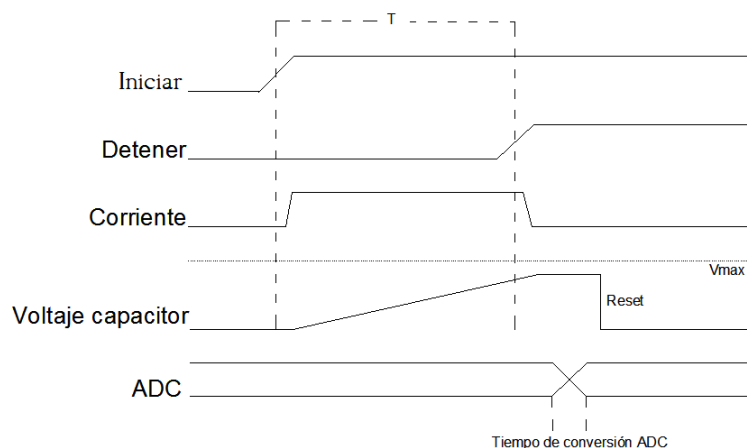 T
Iniciar
Detener
Corriente
Vmax
Voltaje capacitor
Reset
ADC
Tiempo de conversión ADC